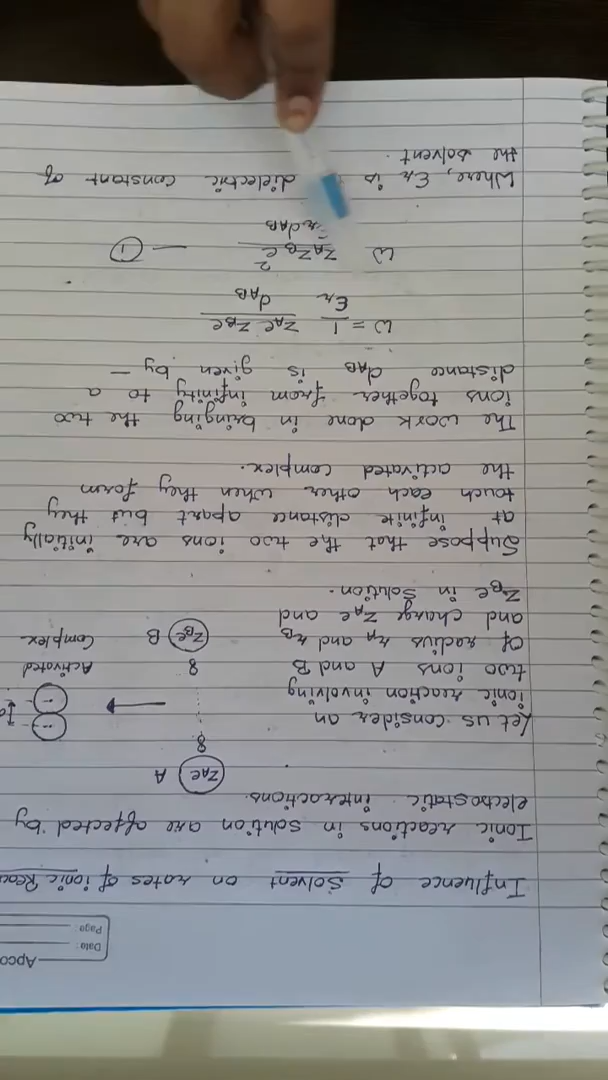 Apco
Date:
Page:
Influence of Solvent on rates of ionic
Ionic reactions in solution are affected by
electrostatic interactions.
ZAe A
∞
Let us consider an
ionic reaction involving
two ions A and B
of radius rA and rB
and charge ZAe and
ZBe in solution.
∞
ZBe B
Activated
Complex
Suppose that the two ions are initially
at infinite distance apart but they
touch each other when they form
the activated complex.
The work done in bringing the two
ions together from infinity to a
distance dAB is given by –
w = 1/εr ZAe ZBe/dAB
w ZAZBe²/εr dAB — ①
Where, εr is dielectric constant of
the solvent.